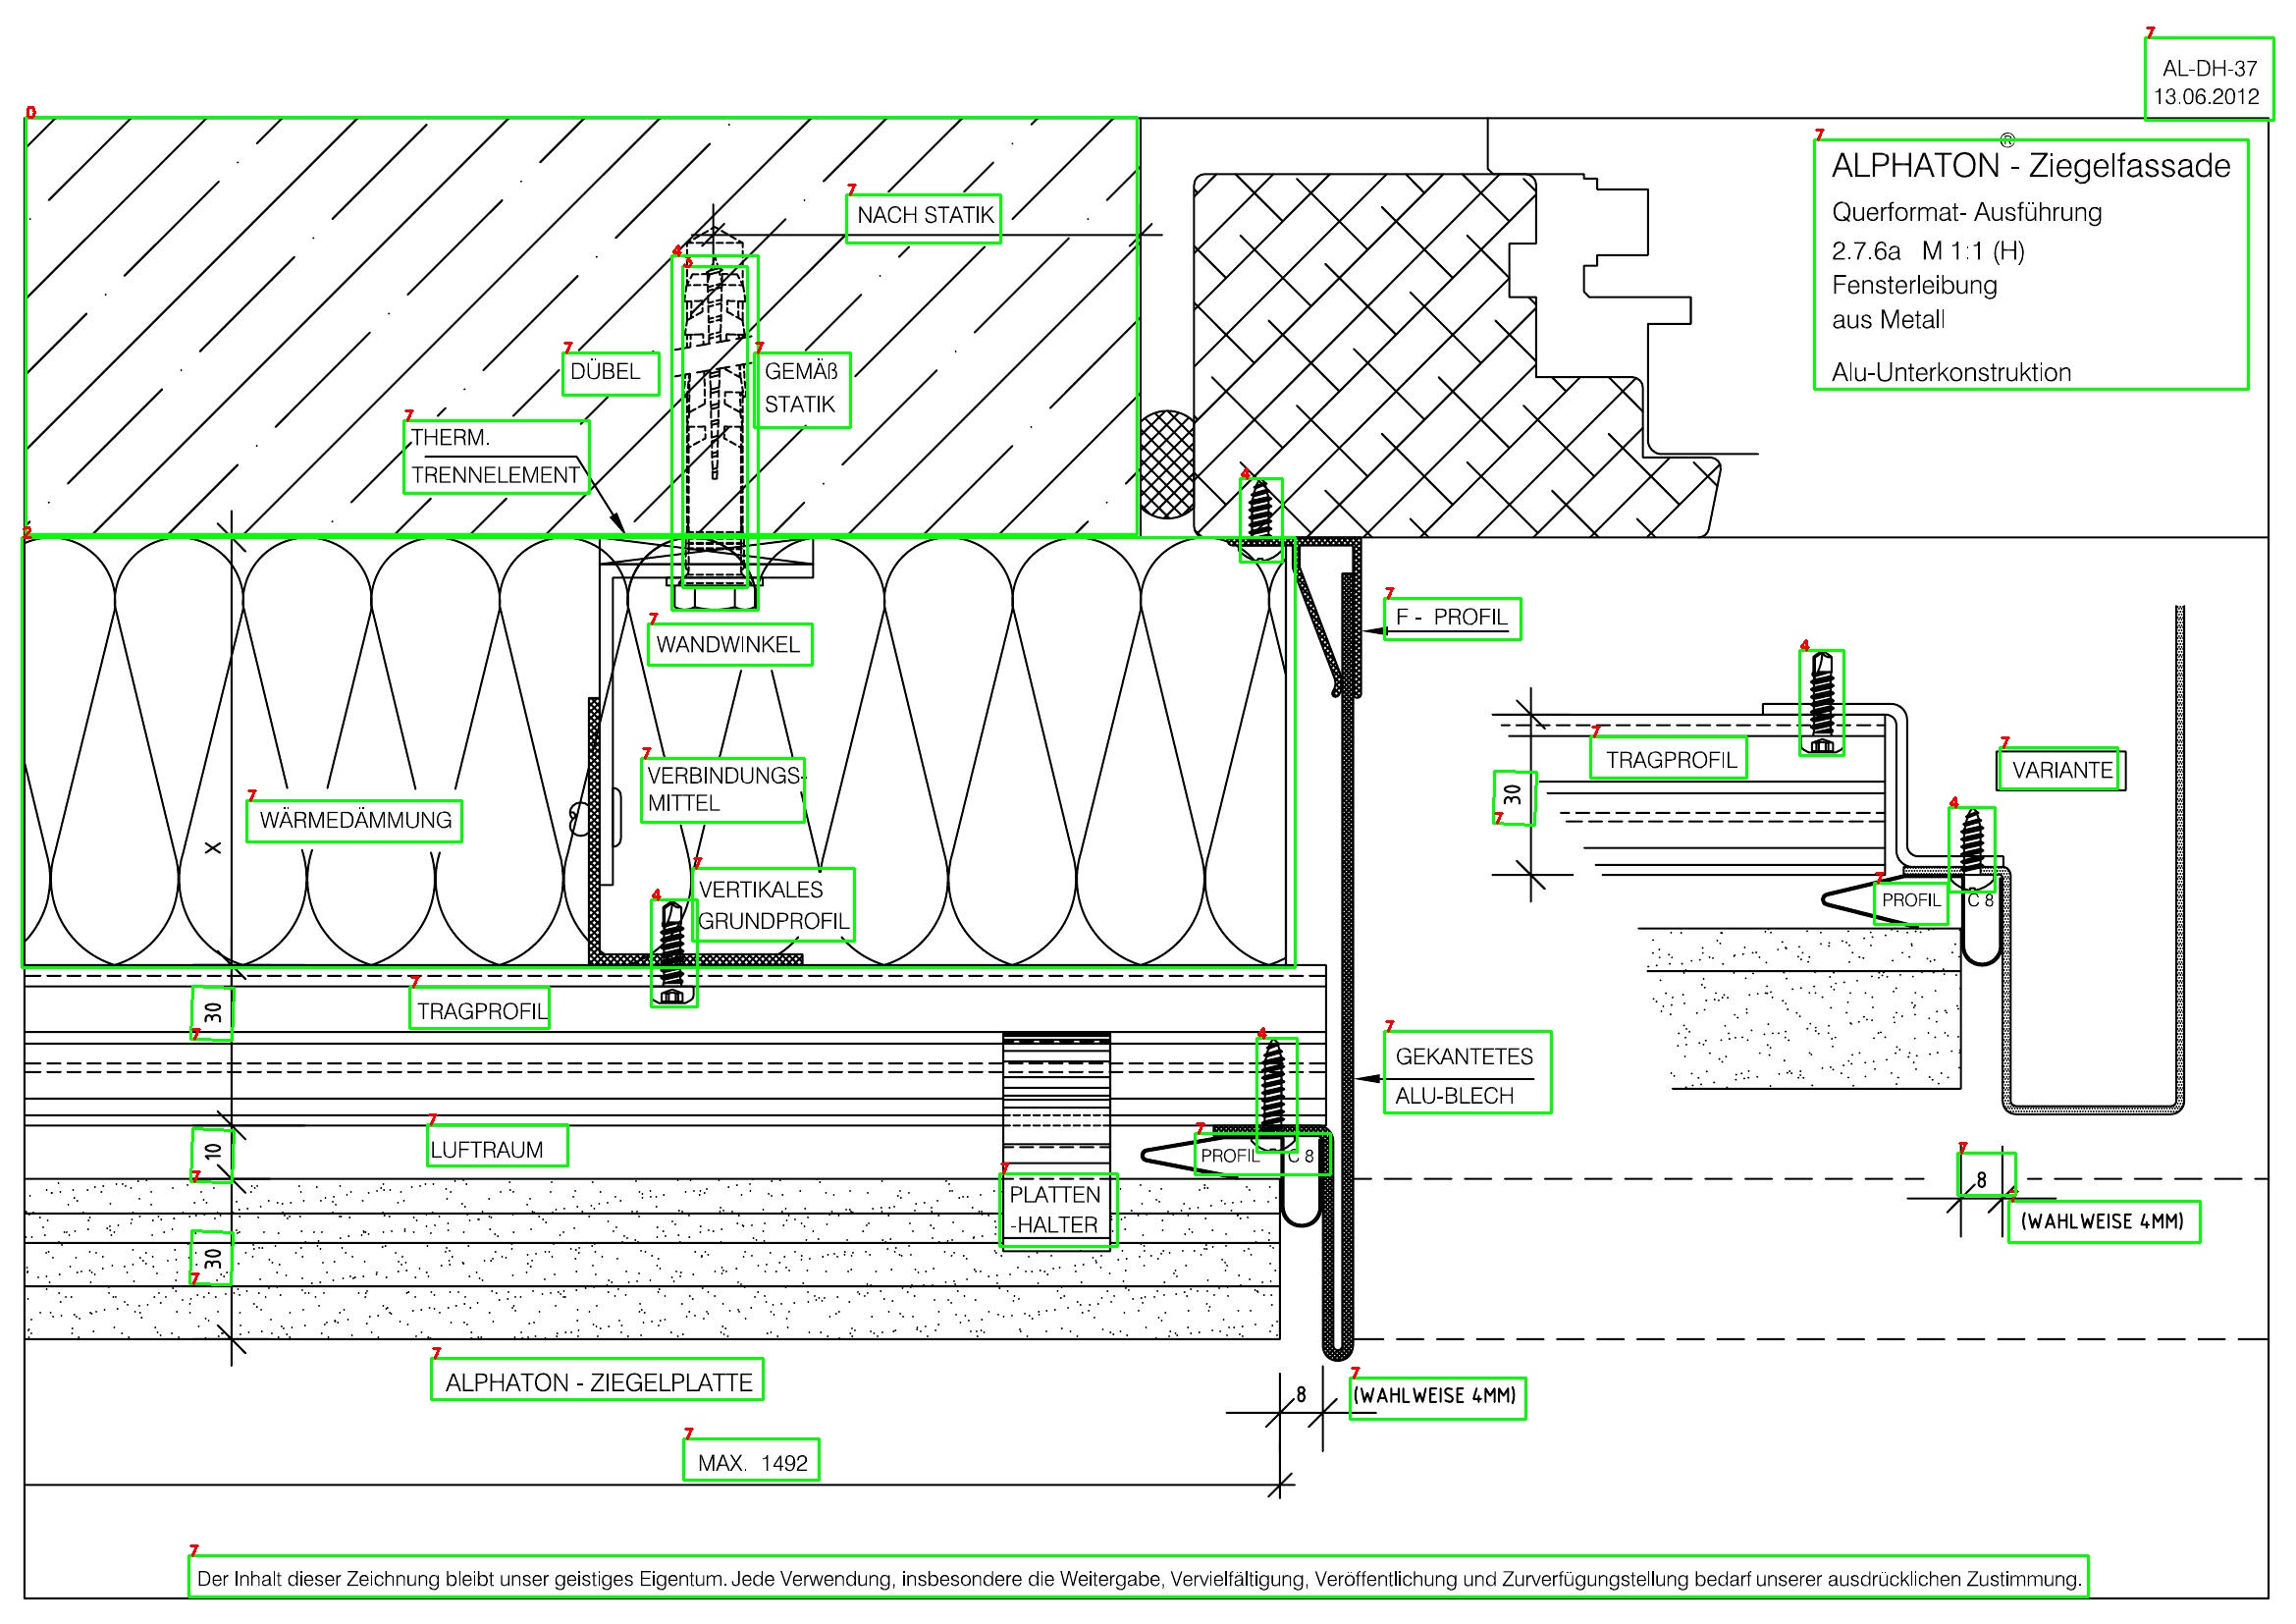 AL-DH-37
13.06.2012
ALPHATON® - Ziegelfassade
Querformat- Ausführung
2.7.6a M 1:1 (H)
Fensterleibung
aus Metall
Alu-Unterkonstruktion
NACH STATIK
DÜBEL
GEMÄß
STATIK
THERM.
TRENNELEMENT
WANDWINKEL
F - PROFIL
VERBINDUNGS-
MITTEL
WÄRMEDÄMMUNG
X
VERTIKALES
GRUNDPROFIL
TRAGPROFIL
30
VARIANTE
PROFIL C 8
30
TRAGPROFIL
GEKANTETES
ALU-BLECH
10
LUFTRAUM
PROFIL C 8
PLATTEN
-HALTER
8
(WAHLWEISE 4MM)
30
ALPHATON - ZIEGELPLATTE
8
(WAHLWEISE 4MM)
MAX. 1492
Der Inhalt dieser Zeichnung bleibt unser geistiges Eigentum. Jede Verwendung, insbesondere die Weitergabe, Vervielfältigung, Veröffentlichung und Zurverfügungstellung bedarf unserer ausdrücklichen Zustimmung.